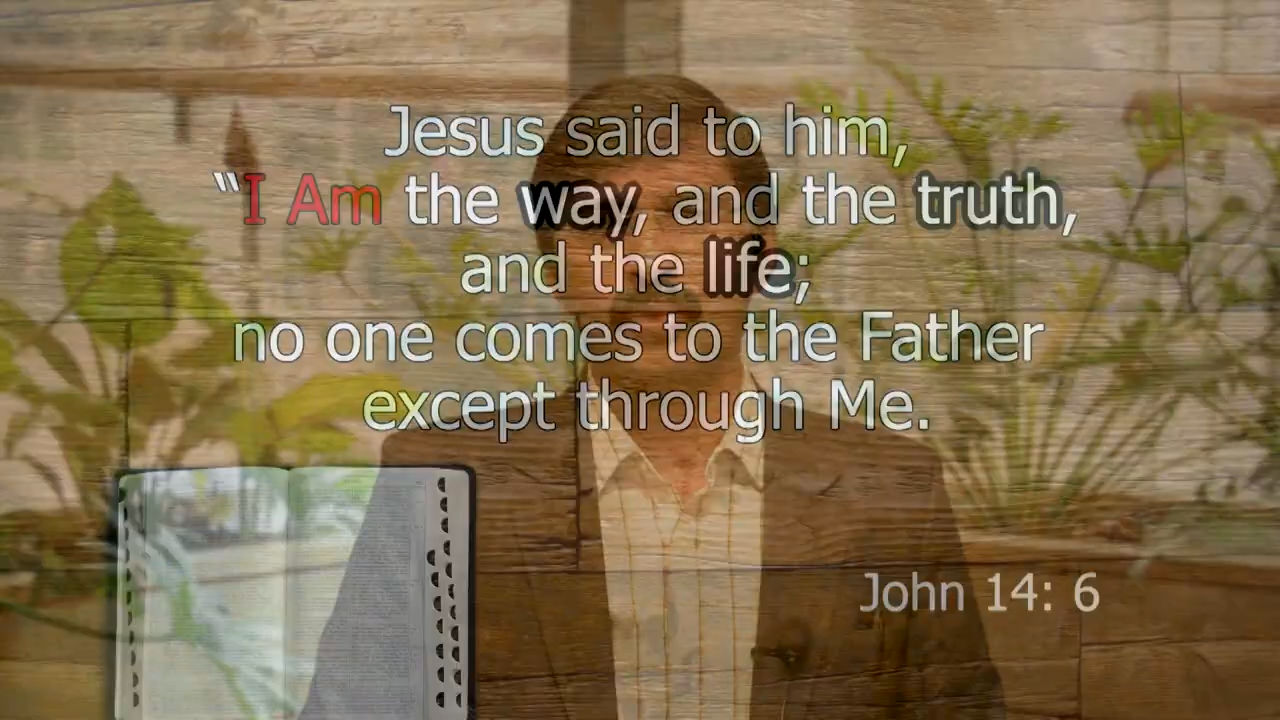 Jesus said to him,
“I Am the way, and the truth,
and the life;
no one comes to the Father
except through Me.
John 14: 6